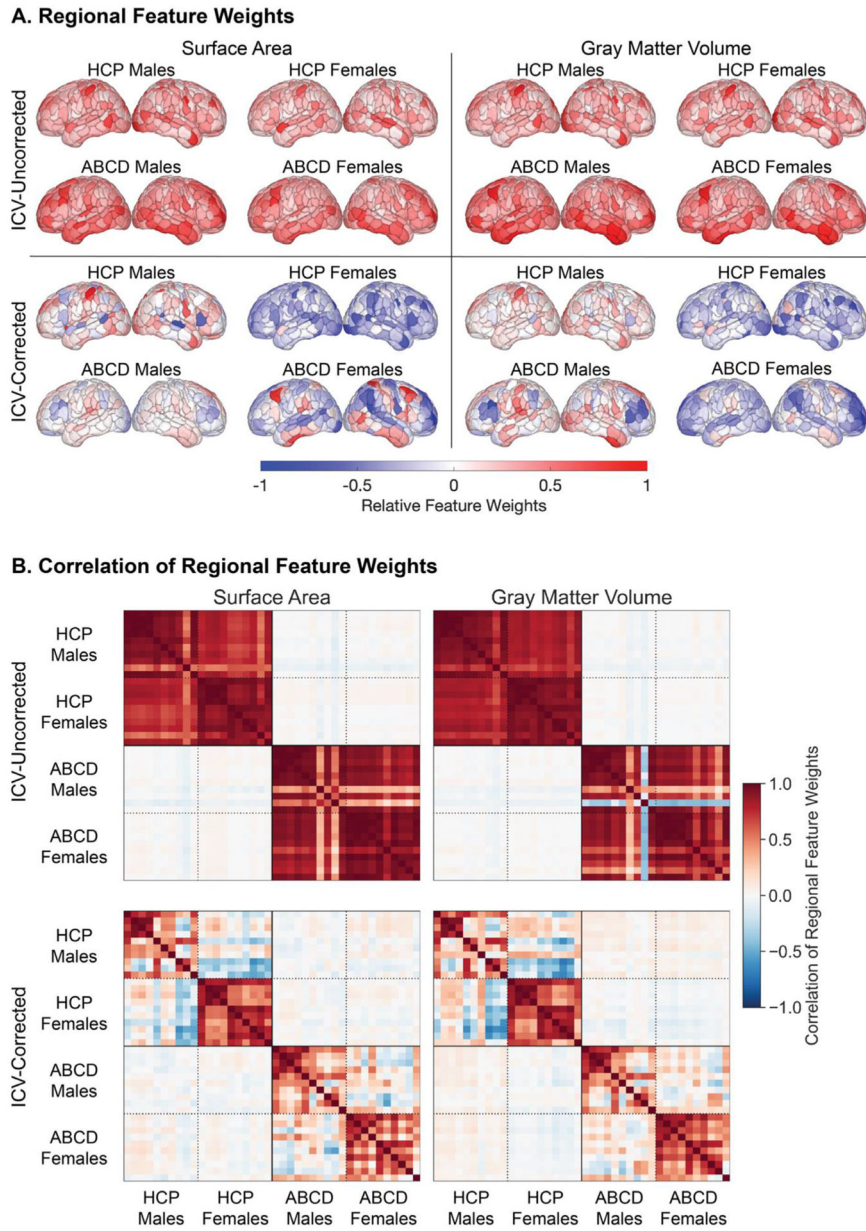 A. Regional Feature Weights
Surface Area
Gray Matter Volume
ICV-Uncorrected
HCP Males
HCP Females
HCP Males
HCP Females
ABCD Males
ABCD Females
ABCD Males
ABCD Females
ICV-Corrected
HCP Males
HCP Females
HCP Males
HCP Females
ABCD Males
ABCD Females
ABCD Males
ABCD Females
-1 -0.5 0 0.5 1
Relative Feature Weights
B. Correlation of Regional Feature Weights
Surface Area
Gray Matter Volume
ICV-Uncorrected
HCP
Males
HCP
Females
ABCD
Males
ABCD
Females
1.0
0.5
0.0
−0.5
−1.0
Correlation of Regional Feature Weights
ICV-Corrected
HCP
Males
HCP
Females
ABCD
Males
ABCD
Females
HCP HCP ABCD ABCD HCP HCP ABCD ABCD
Males Females Males Females Males Females Males Females